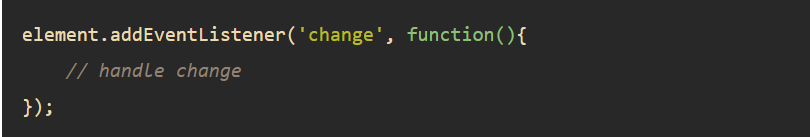 element.addEventListener('change', function(){
    // handle change
});